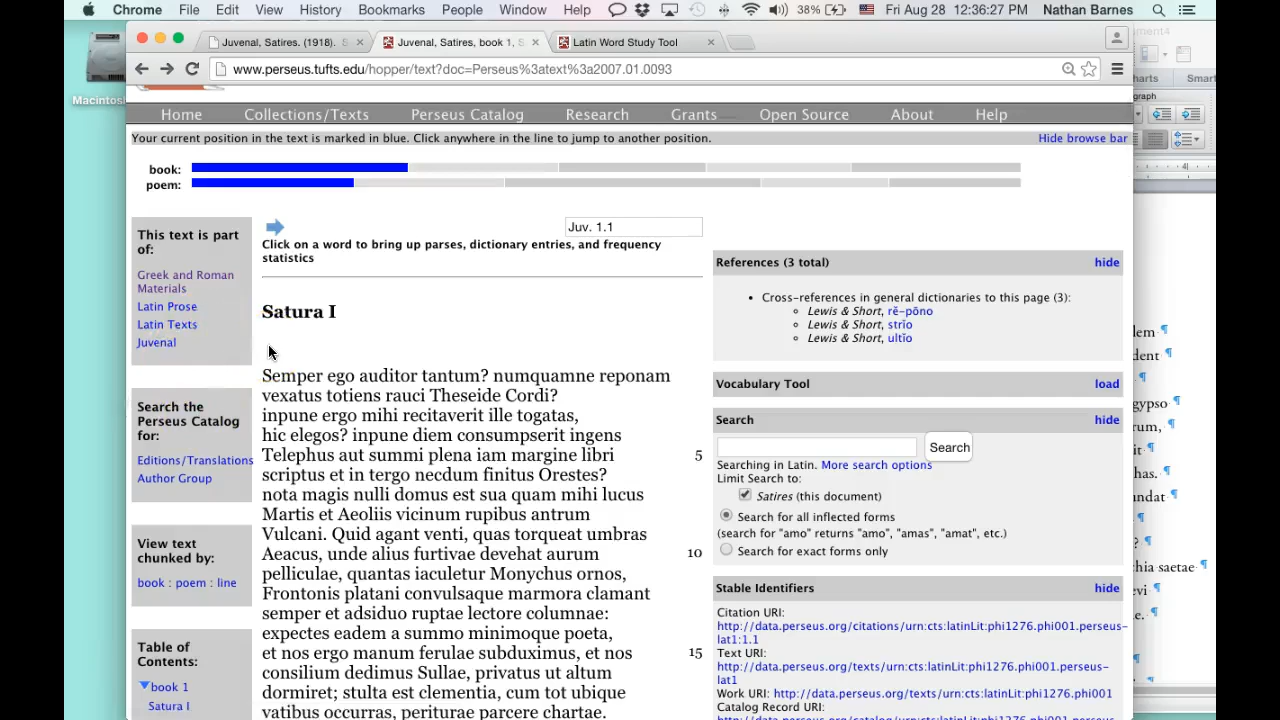 Chrome File Edit View History Bookmarks People Window Help 38% Fri Aug 28 12:36:27 PM Nathan Barnes
Juvenal, Satires. (1918). S × Juvenal, Satires, book 1, S × Latin Word Study Tool ×
www.perseus.tufts.edu/hopper/text?doc=Perseus%3atext%3a2007.01.0093
Home Collections/Texts Perseus Catalog Research Grants Open Source About Help
Your current position in the text is marked in blue. Click anywhere in the line to jump to another position. Hide browse bar
book:
poem:
This text is part
of:
Greek and Roman
Materials
Latin Prose
Latin Texts
Juvenal
Search the
Perseus Catalog
for:
Editions/Translations
Author Group
View text
chunked by:
book : poem : line
Table of
Contents:
book 1
Satura I
Juv. 1.1
Click on a word to bring up parses, dictionary entries, and frequency
statistics
Satura I
Semper ego auditor tantum? numquamne reponam
vexatus totiens rauci Theseide Cordi?
inpune ergo mihi recitaverit ille togatas,
hic elegos? inpune diem consumpserit ingens
Telephus aut summi plena iam margine libri 5
scriptus et in tergo necdum finitus Orestes?
nota magis nulli domus est sua quam mihi lucus
Martis et Aeoliis vicinum rupibus antrum
Vulcani. Quid agant venti, quas torqueat umbras
Aeacus, unde alius furtivae devehat aurum 10
pelliculae, quantas iaculetur Monychus ornos,
Frontonis platani convulsaque marmora clamant
semper et adsiduo ruptae lectore columnae:
expectes eadem a summo minimoque poeta,
et nos ergo manum ferulae subduximus, et nos 15
consilium dedimus Sullae, privatus ut altum
dormiret; stulta est clementia, cum tot ubique
vatibus occurras, periturae parcere chartae.
References (3 total) hide
Cross-references in general dictionaries to this page (3):
Lewis & Short, rĕ-pōno
Lewis & Short, strīo
Lewis & Short, ultīo
Vocabulary Tool load
Search hide
Search
Searching in Latin. More search options
Limit Search to:
Satires (this document)
Search for all inflected forms
(search for "amo" returns "amo", "amas", "amat", etc.)
Search for exact forms only
Stable Identifiers hide
Citation URI:
http://data.perseus.org/citations/urn:cts:latinLit:phi1276.phi001.perseus-
lat1:1.1
Text URI:
http://data.perseus.org/texts/urn:cts:latinLit:phi1276.phi001.perseus-
lat1
Work URI: http://data.perseus.org/texts/urn:cts:latinLit:phi1276.phi001
Catalog Record URI:
Macintosh